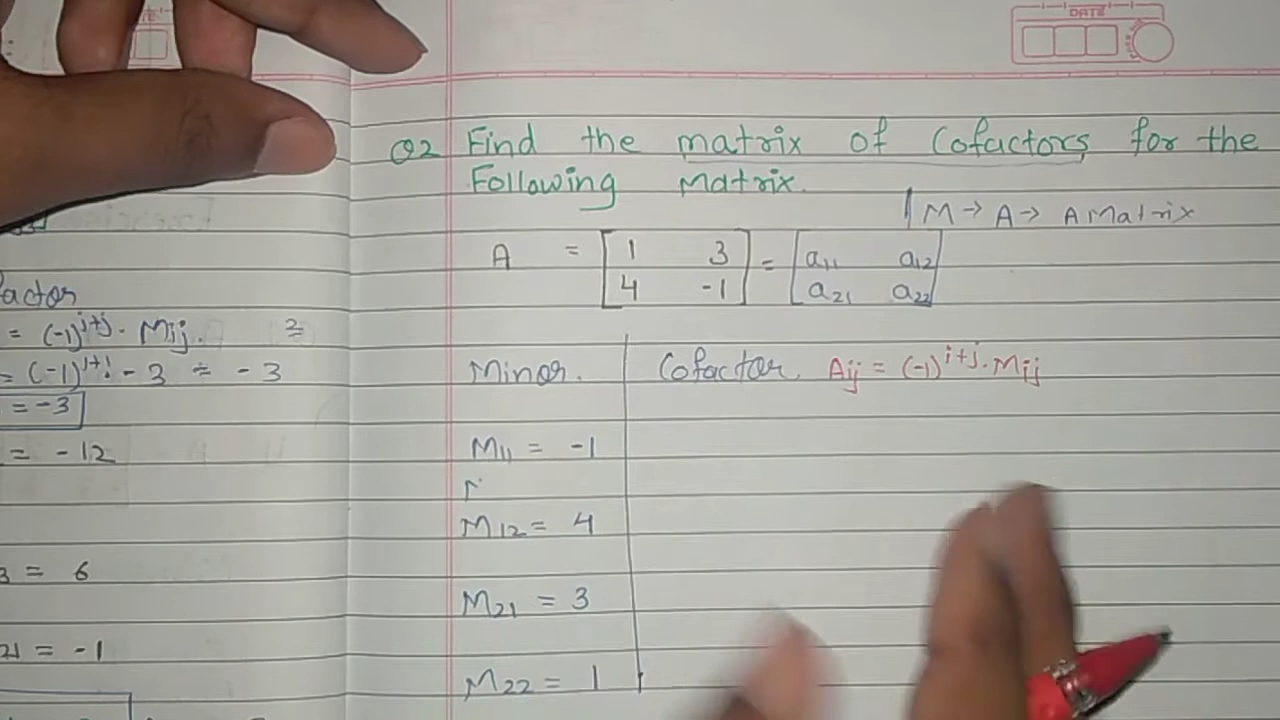 DATE
Q2 Find the matrix of Cofactors for the
Following Matrix.
M → A → A Matrix
A = [1 3 4 -1] = [a11 a12 a21 a22]
actor
= (-1)^i+j · Mij. =
= (-1)^1+1 · 3 = -3
= -3
= -12
3 = 6
21 = -1
Minor. Cofactor. Aij = (-1)^i+j · Mij
M11 = -1
M12 = 4
M21 = 3
M22 = 1